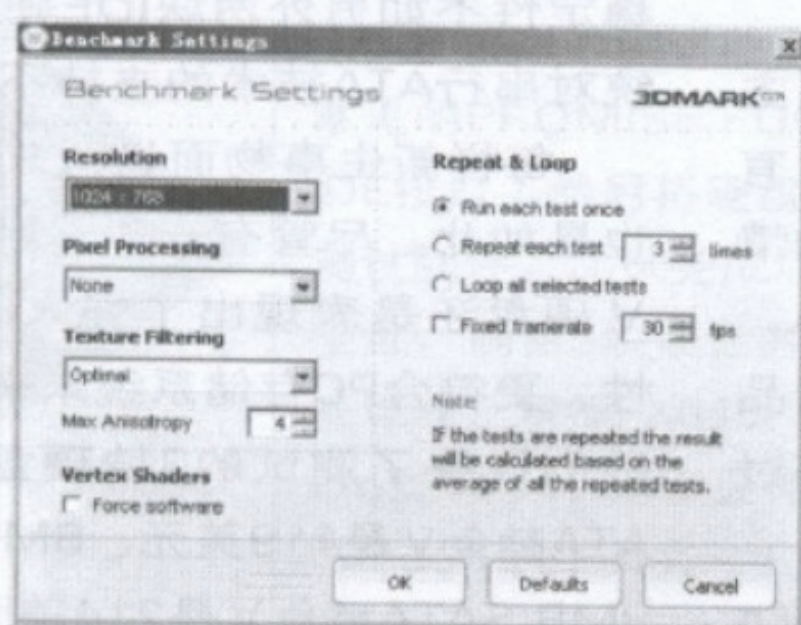 Benchmark Settings
Benchmark Settings
3DMARK
Resolution
1024 x 768
Pixel Processing
None
Texture Filtering
Optimal
Max Anisotropy 4
Vertex Shaders
Force software
Repeat & Loop
Run each test once
Repeat each test 3 times
Loop all selected tests
Fixed framerate 30 fps
Note
If the tests are repeated the result
will be calculated based on the
average of all the repeated tests.
OK Defaults Cancel